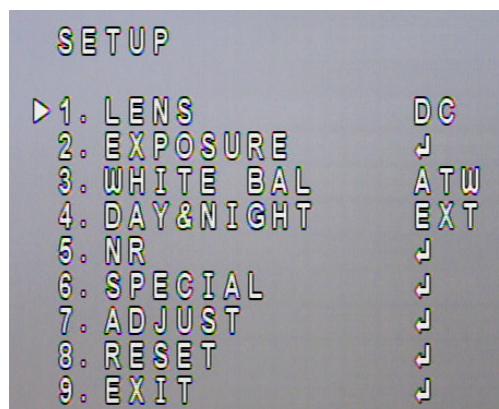 SETUP
▷1. LENS DC
2. EXPOSURE ↲
3. WHITE BAL ATW
4. DAY&NIGHT EXT
5. NR ↲
6. SPECIAL ↲
7. ADJUST ↲
8. RESET ↲
9. EXIT ↲